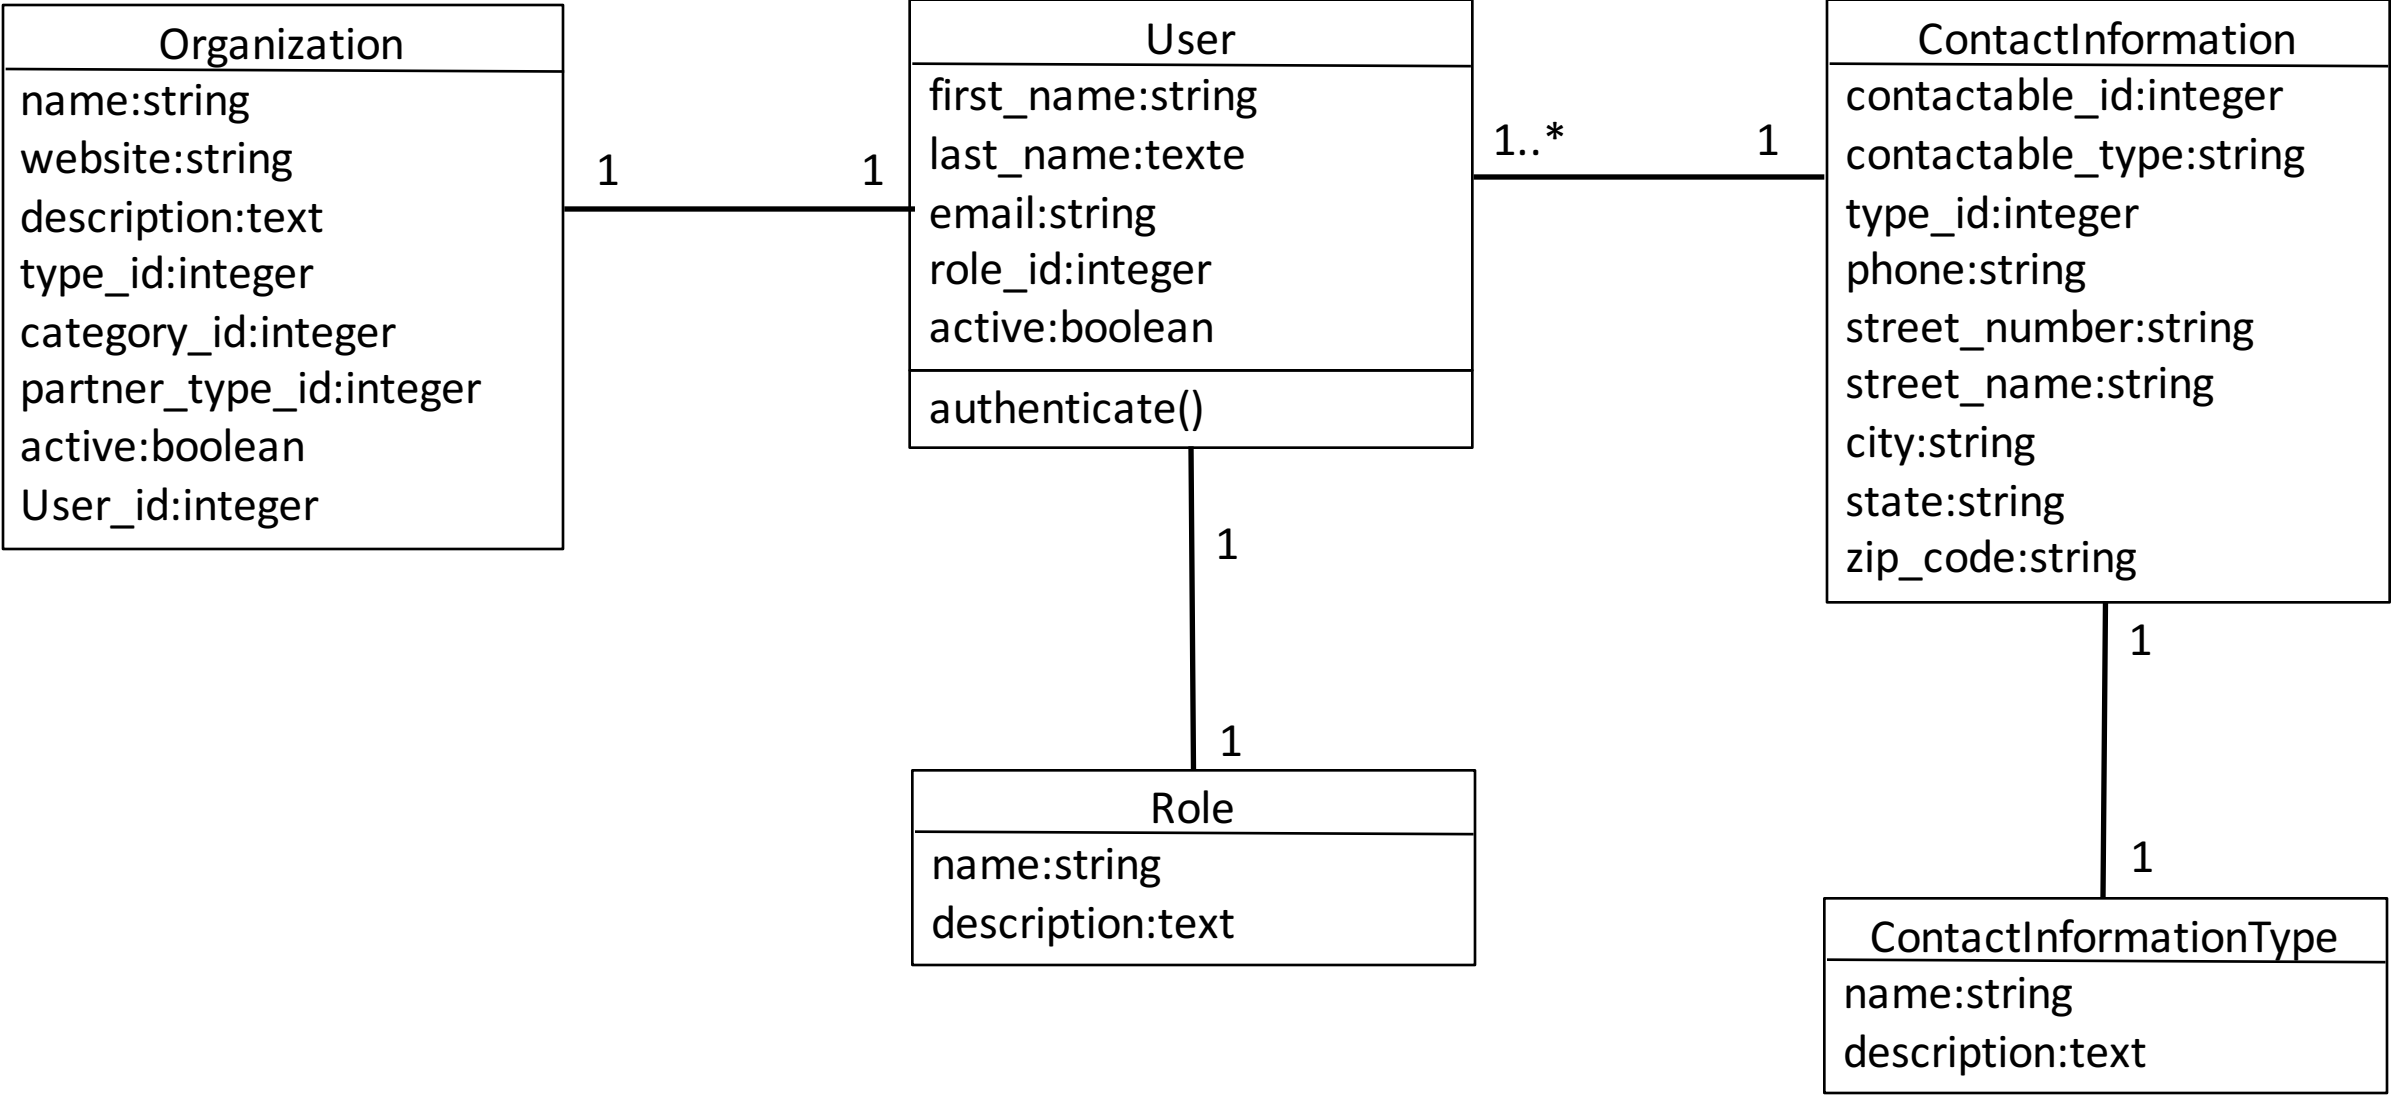 Organization
name:string
website:string
description:text
type_id:integer
category_id:integer
partner_type_id:integer
active:boolean
User_id:integer
1
1
User
first_name:string
last_name:texte
email:string
role_id:integer
active:boolean
authenticate()
1..*
1
ContactInformation
contactable_id:integer
contactable_type:string
type_id:integer
phone:string
street_number:string
street_name:string
city:string
state:string
zip_code:string
1
1
Role
name:string
description:text
1
1
ContactInformationType
name:string
description:text